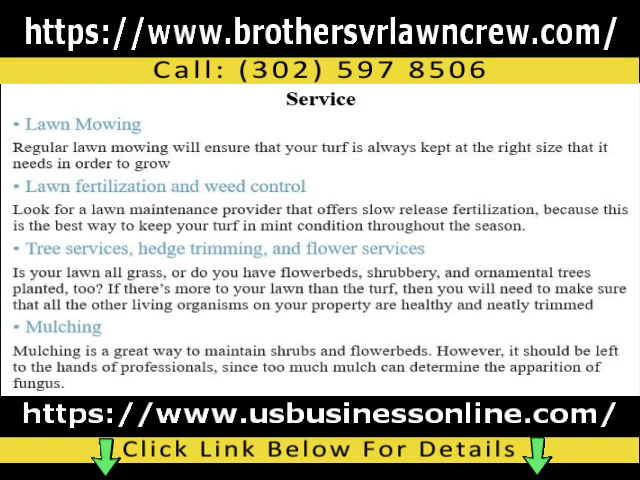 https://www.brothersvrlawncrew.com/
Call: (302) 597 8506
Service
• Lawn Mowing
Regular lawn mowing will ensure that your turf is always kept at the right size that it
needs in order to grow
• Lawn fertilization and weed control
Look for a lawn maintenance provider that offers slow release fertilization, because this
is the best way to keep your turf in mint condition throughout the season.
• Tree services, hedge trimming, and flower services
Is your lawn all grass, or do you have flowerbeds, shrubbery, and ornamental trees
planted, too? If there's more to your lawn than the turf, then you will need to make sure
that all the other living organisms on your property are healthy and neatly trimmed
• Mulching
Mulching is a great way to maintain shrubs and flowerbeds. However, it should be left
to the hands of professionals, since too much mulch can determine the apparition of
fungus.
https://www.usbusinessonline.com/
Click Link Below For Details